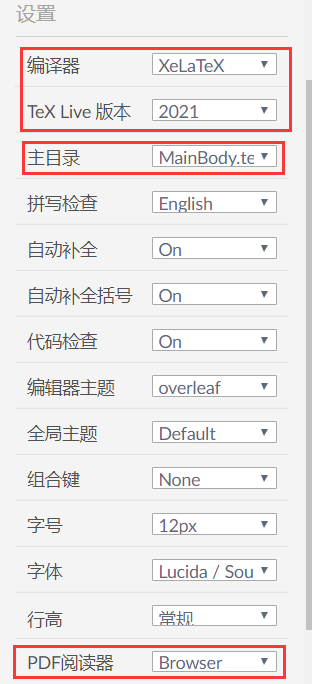 设置
编译器 XeLaTeX
TeX Live 版本 2021
主目录 MainBody.te
拼写检查 English
自动补全 On
自动补全括号 On
代码检查 On
编辑器主题 overleaf
全局主题 Default
组合键 None
字号 12px
字体 Lucida / Sou
行高 常规
PDF阅读器 Browser